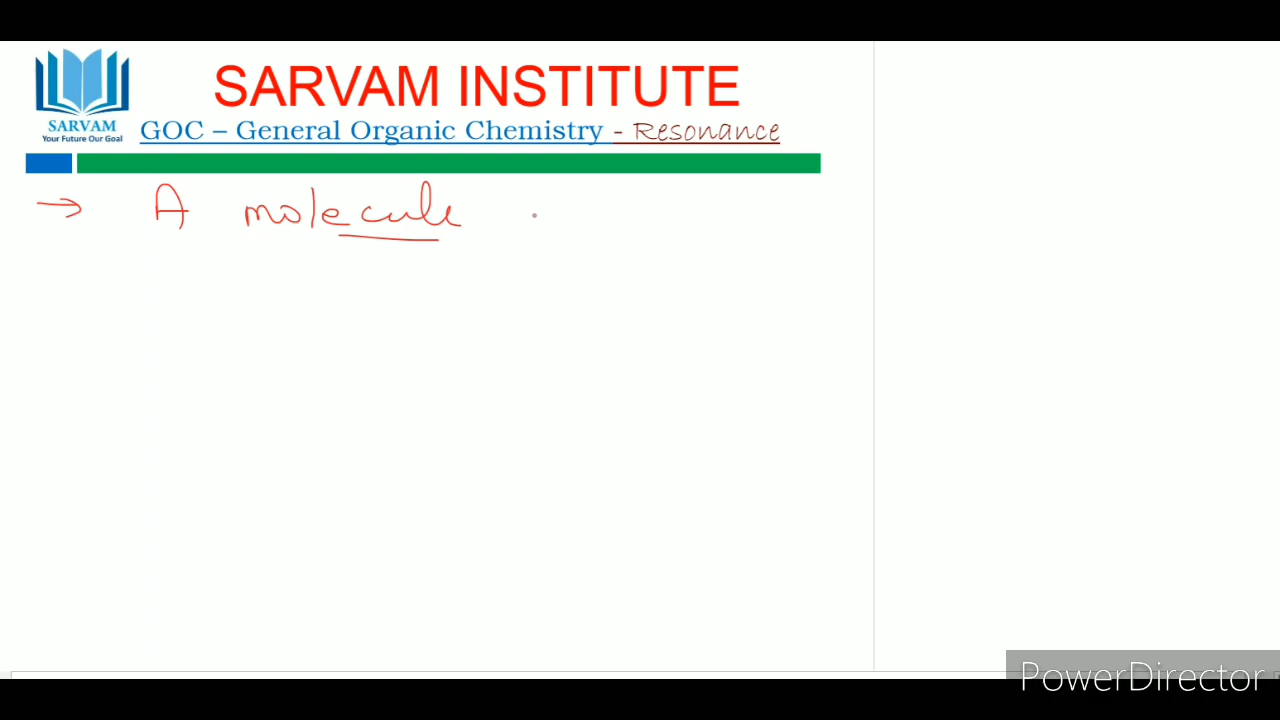 SARVAM INSTITUTE
SARVAM
Your Future Our Goal
GOC – General Organic Chemistry - Resonance
→ A molecule
PowerDirector